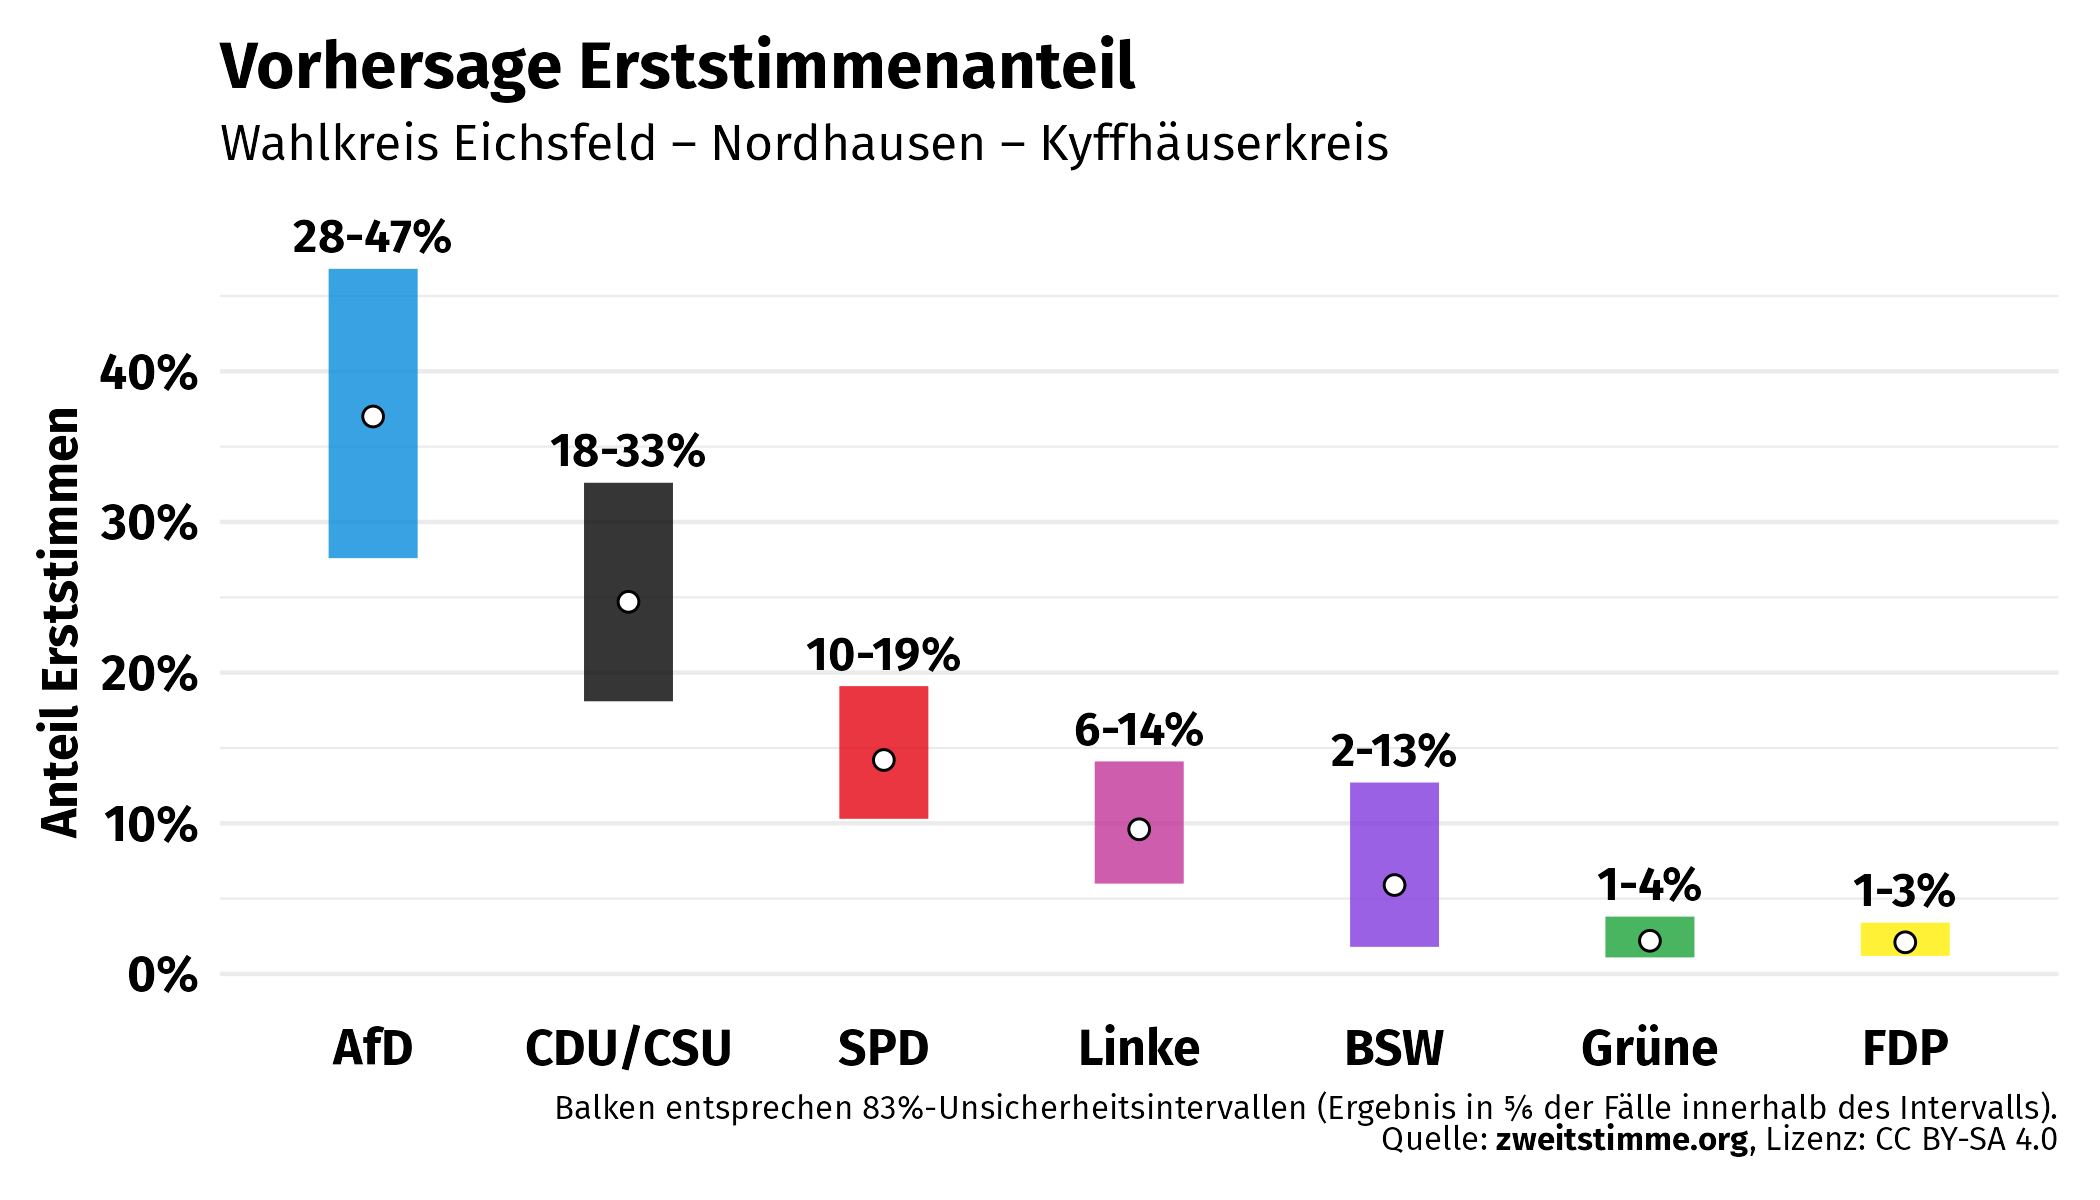 Vorhersage Erststimmenanteil
Wahlkreis Eichsfeld – Nordhausen – Kyffhäuserkreis
28-47%
18-33%
10-19%
6-14%
2-13%
1-4%
1-3%
Anteil Erststimmen
40%
30%
20%
10%
0%
AfD
CDU/CSU
SPD
Linke
BSW
Grüne
FDP
Balken entsprechen 83%-Unsicherheitsintervallen (Ergebnis in ⅚ der Fälle innerhalb des Intervalls).
Quelle: zweitstimme.org, Lizenz: CC BY-SA 4.0